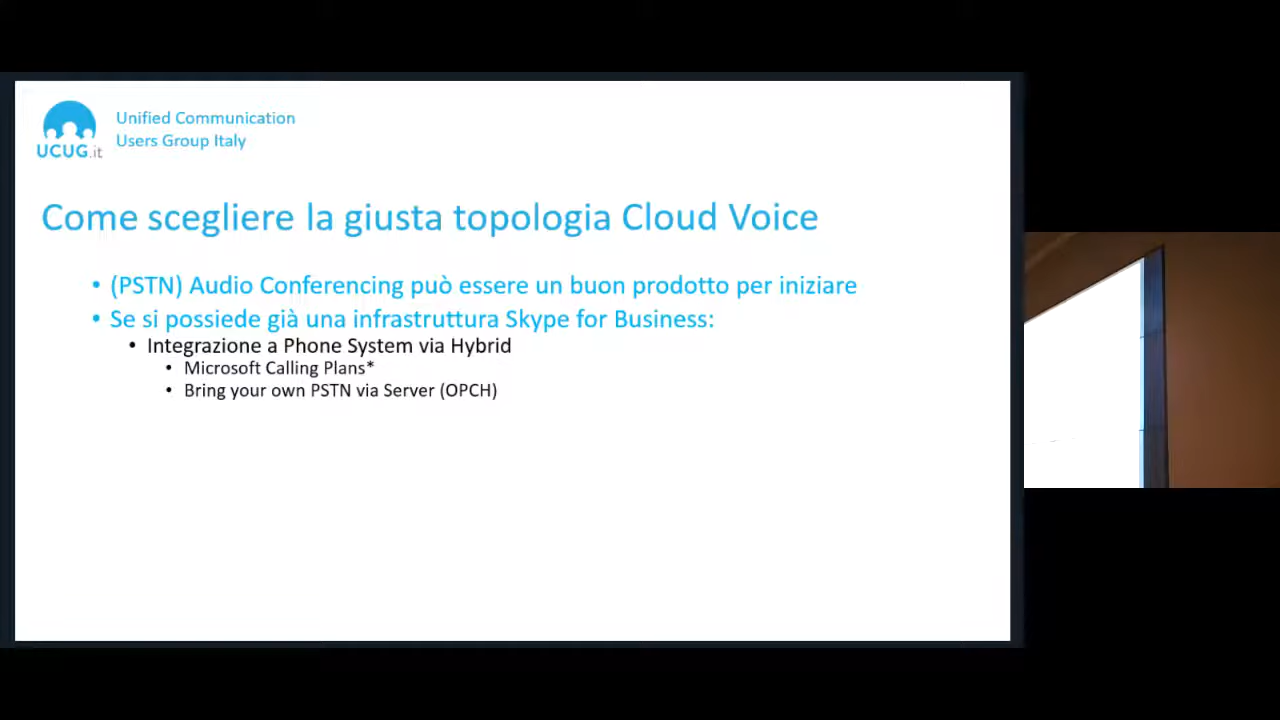 Unified Communication
Users Group Italy
UCUG.it
Come scegliere la giusta topologia Cloud Voice
• (PSTN) Audio Conferencing può essere un buon prodotto per iniziare
• Se si possiede già una infrastruttura Skype for Business:
• Integrazione a Phone System via Hybrid
• Microsoft Calling Plans*
• Bring your own PSTN via Server (OPCH)